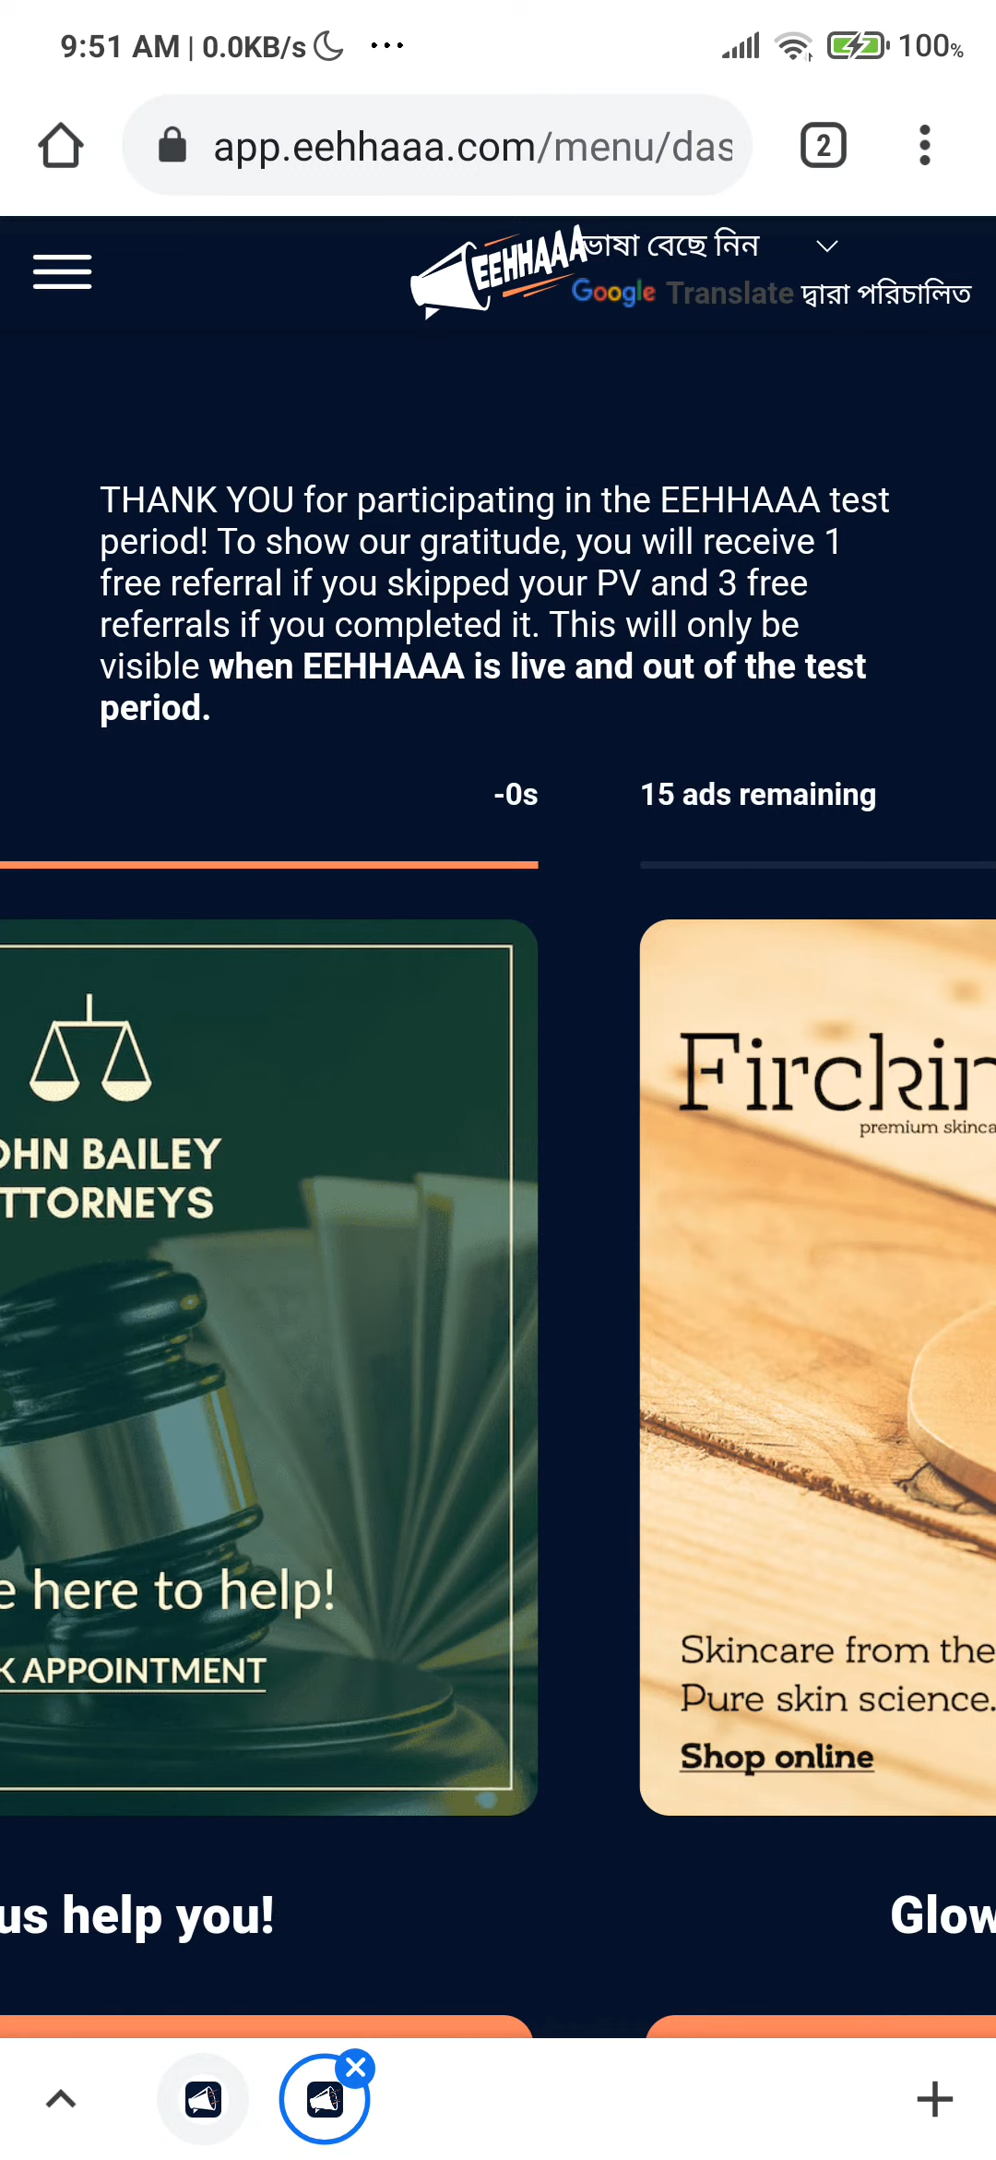 9:51 AM | 0.0KB/s ... 100%
app.eehhaaa.com/menu/das
2
EEHHAAA
ভাষা বেছে নিন
Google Translate দ্বারা পরিচালিত
THANK YOU for participating in the EEHHAAA test
period! To show our gratitude, you will receive 1
free referral if you skipped your PV and 3 free
referrals if you completed it. This will only be
visible when EEHHAAA is live and out of the test
period.
-0s
15 ads remaining
OHN BAILEY
TTORNEYS
e here to help!
K APPOINTMENT
us help you!
Firckin
premium skinca
Skincare from the
Pure skin science.
Shop online
Glow